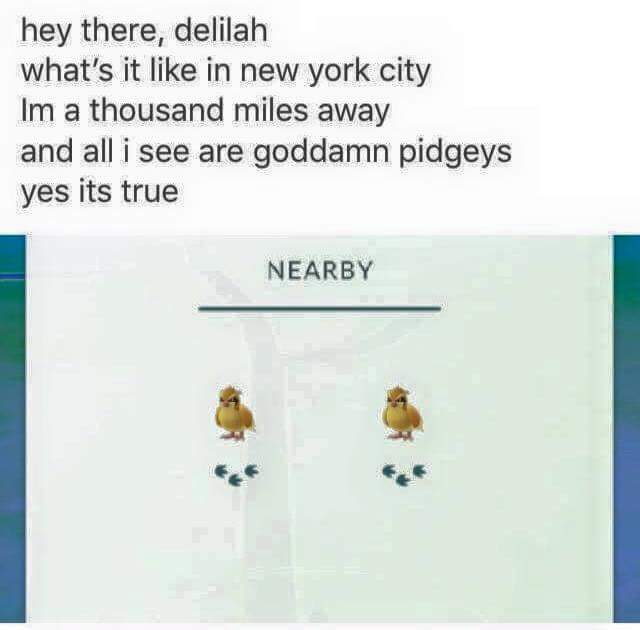 hey there, delilah
what's it like in new york city
Im a thousand miles away
and all i see are goddamn pidgeys
yes its true
NEARBY